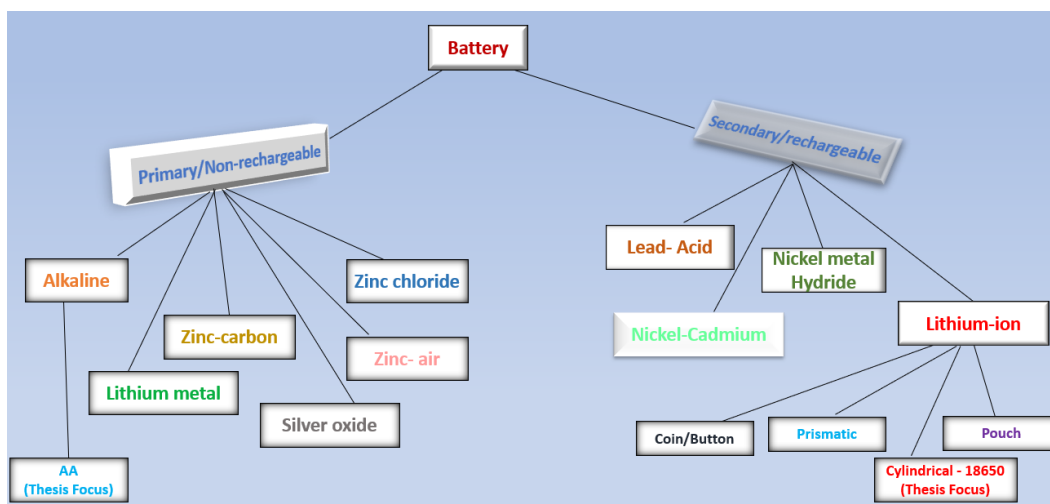 Battery
Primary/Non-rechargeable
Secondary/rechargeable
Alkaline
Zinc chloride
Zinc-carbon
Zinc- air
Lithium metal
Silver oxide
AA
(Thesis Focus)
Lead- Acid
Nickel metal
Hydride
Nickel-Cadmium
Lithium-ion
Coin/Button
Prismatic
Pouch
Cylindrical - 18650
(Thesis Focus)